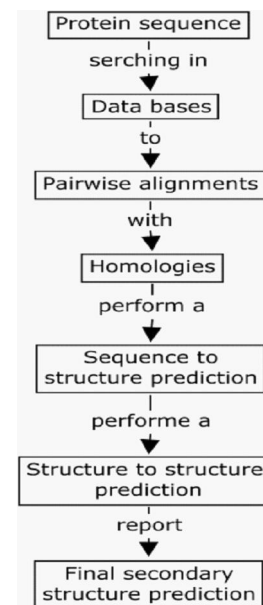 Protein sequence
serching in
Data bases
to
Pairwise alignments
with
Homologies
perform a
Sequence to
structure prediction
performe a
Structure to structure
prediction
report
Final secondary
structure prediction